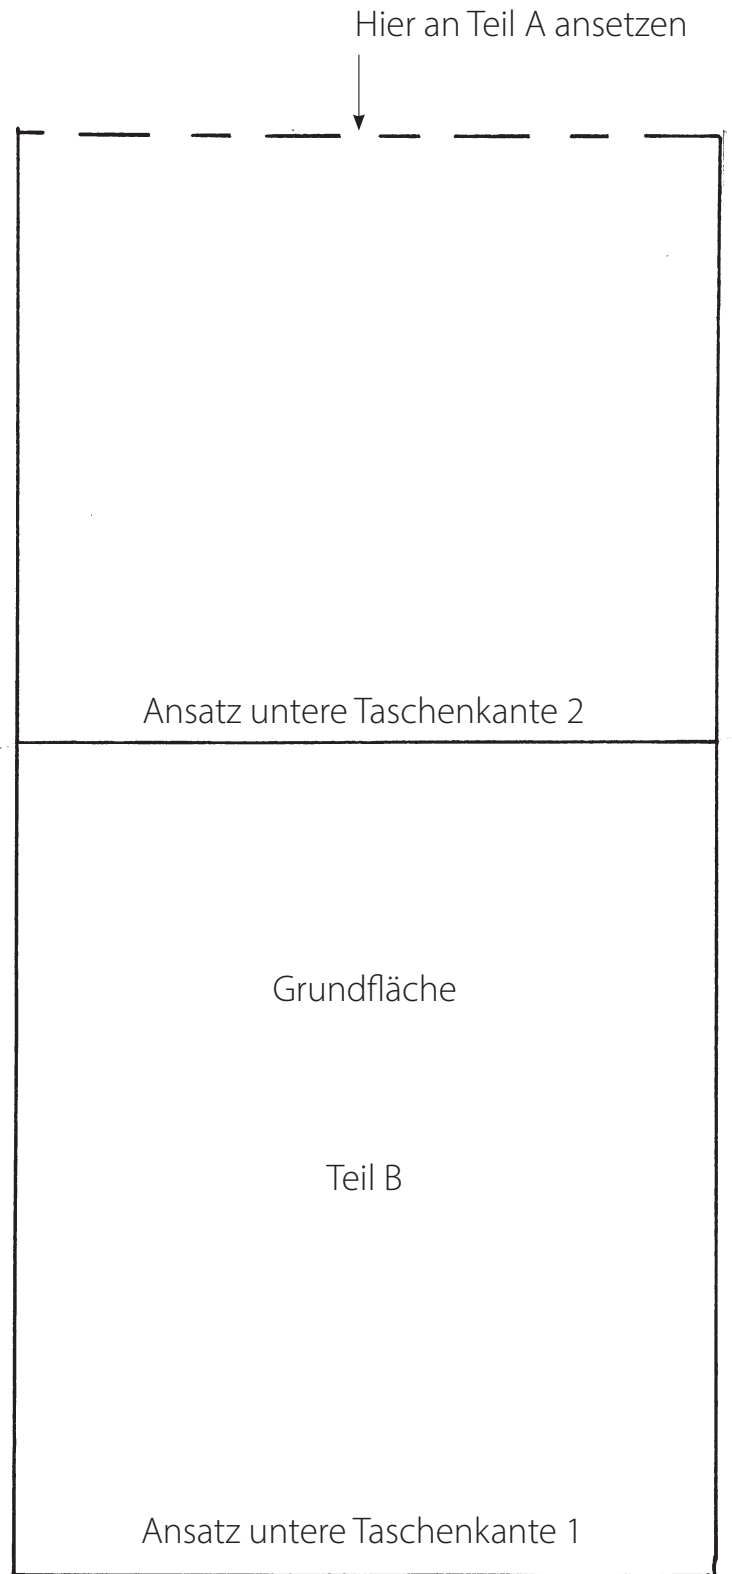 Hier an Teil A ansetzen
Ansatz untere Taschenkante 2
Grundfläche
Teil B
Ansatz untere Taschenkante 1